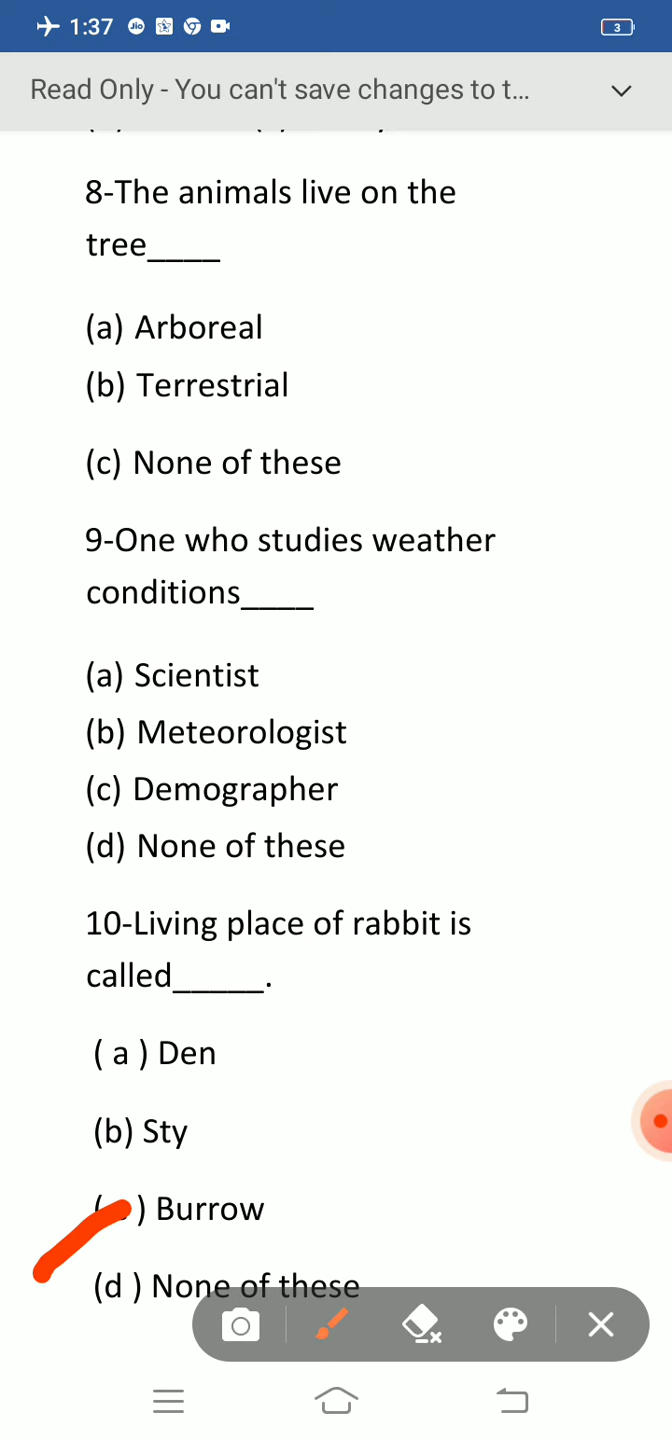 1:37 Jio 3
Read Only - You can't save changes to t...
8-The animals live on the
tree____
(a) Arboreal
(b) Terrestrial
(c) None of these
9-One who studies weather
conditions____
(a) Scientist
(b) Meteorologist
(c) Demographer
(d) None of these
10-Living place of rabbit is
called_____.
( a ) Den
(b) Sty
) Burrow
(d ) None of these